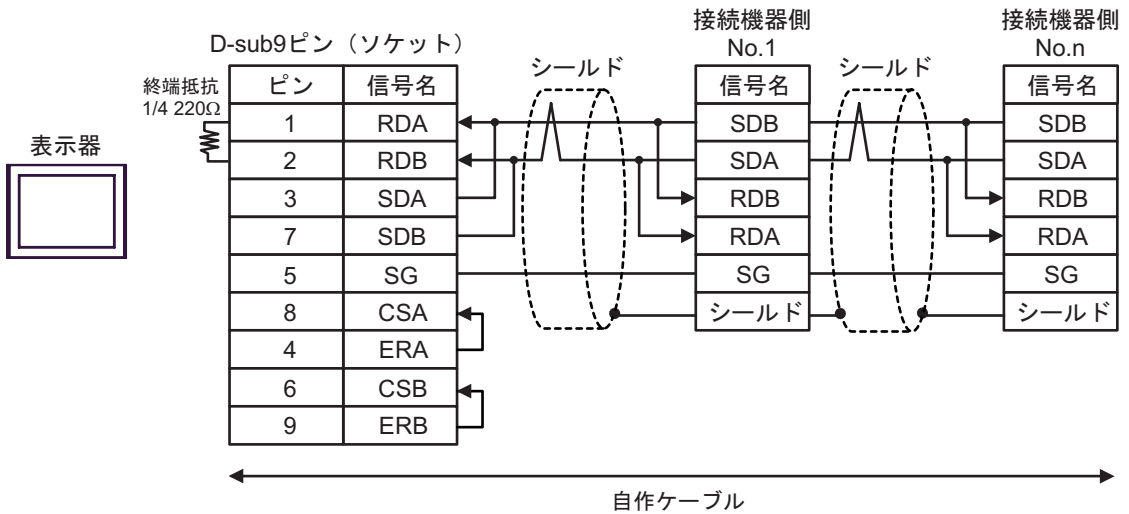 表示器
終端抵抗
1/4 220Ω
D-sub9ピン（ソケット）
ピン 信号名
1 RDA
2 RDB
3 SDA
7 SDB
5 SG
8 CSA
4 ERA
6 CSB
9 ERB
シールド
接続機器側
No.1
信号名
SDB
SDA
RDB
RDA
SG
シールド
シールド
接続機器側
No.n
信号名
SDB
SDA
RDB
RDA
SG
シールド
自作ケーブル